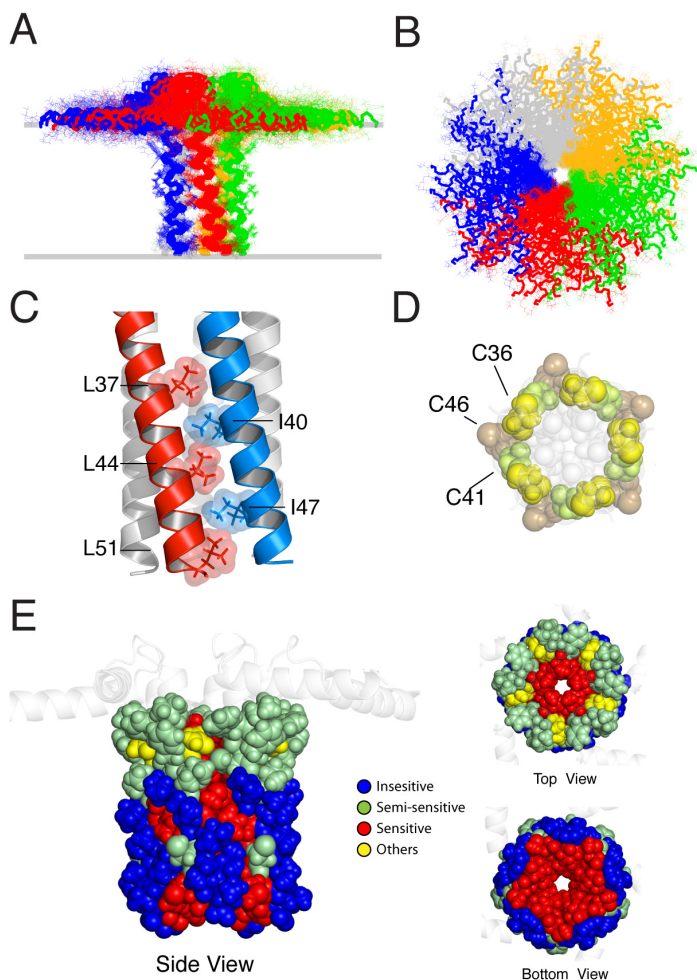 A
B
C
L37
I40
L44
I47
L51
D
C36
C46
C41
E
Insesitive
Semi-sensitive
Sensitive
Others
Side View
Top View
Bottom View